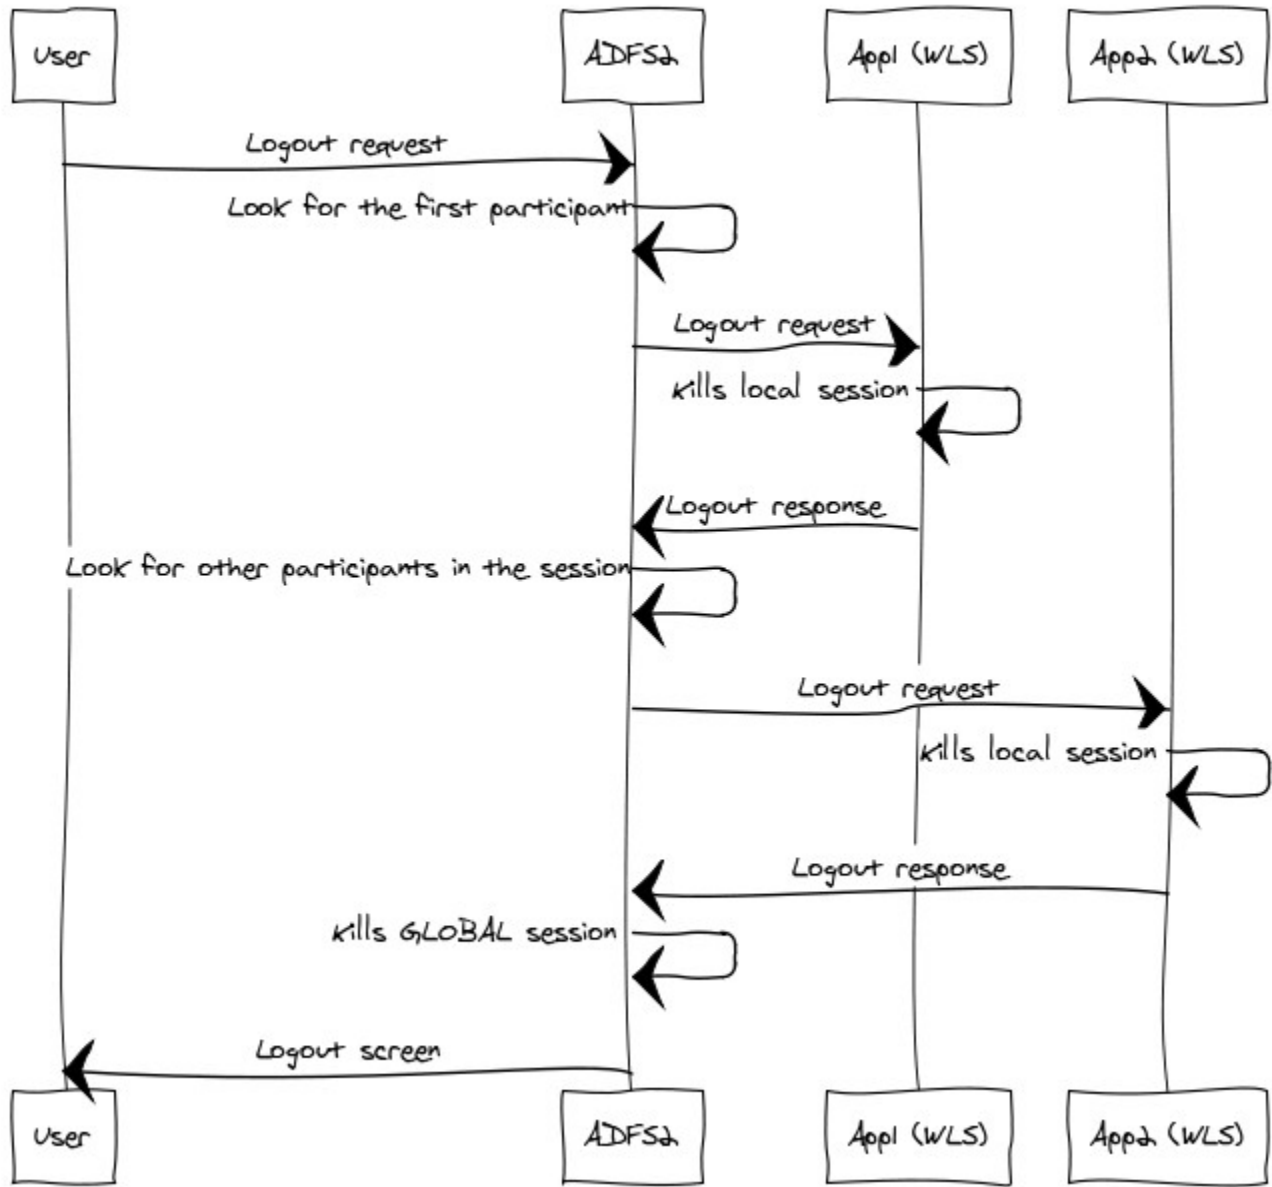 User
ADFS2
App1 (WLS)
App2 (WLS)
Logout request
Look for the first participant
Logout request
Kills local session
Logout response
Look for other participants in the session
Logout request
Kills local session
Logout response
Kills GLOBAL session
Logout screen
User
ADFS2
App1 (WLS)
App2 (WLS)